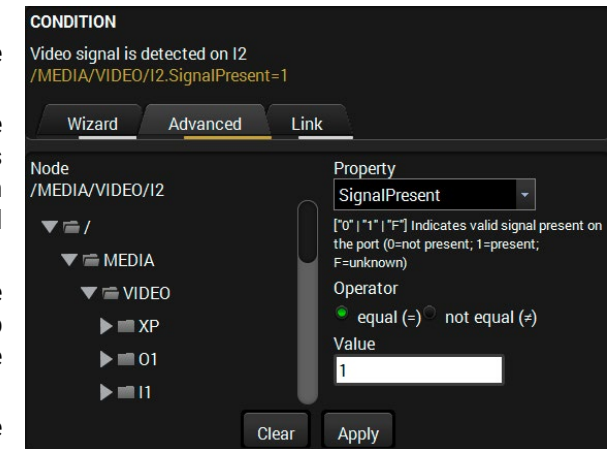 CONDITION
Video signal is detected on I2
/MEDIA/VIDEO/I2.SignalPresent=1
Wizard Advanced Link
Node
/MEDIA/VIDEO/I2
/
MEDIA
VIDEO
XP
O1
I1
Property
SignalPresent
["0" | "1" | "F"] Indicates valid signal present on
the port (0=not present; 1=present;
F=unknown)
Operator
equal (=) not equal (≠)
Value
1
Clear Apply